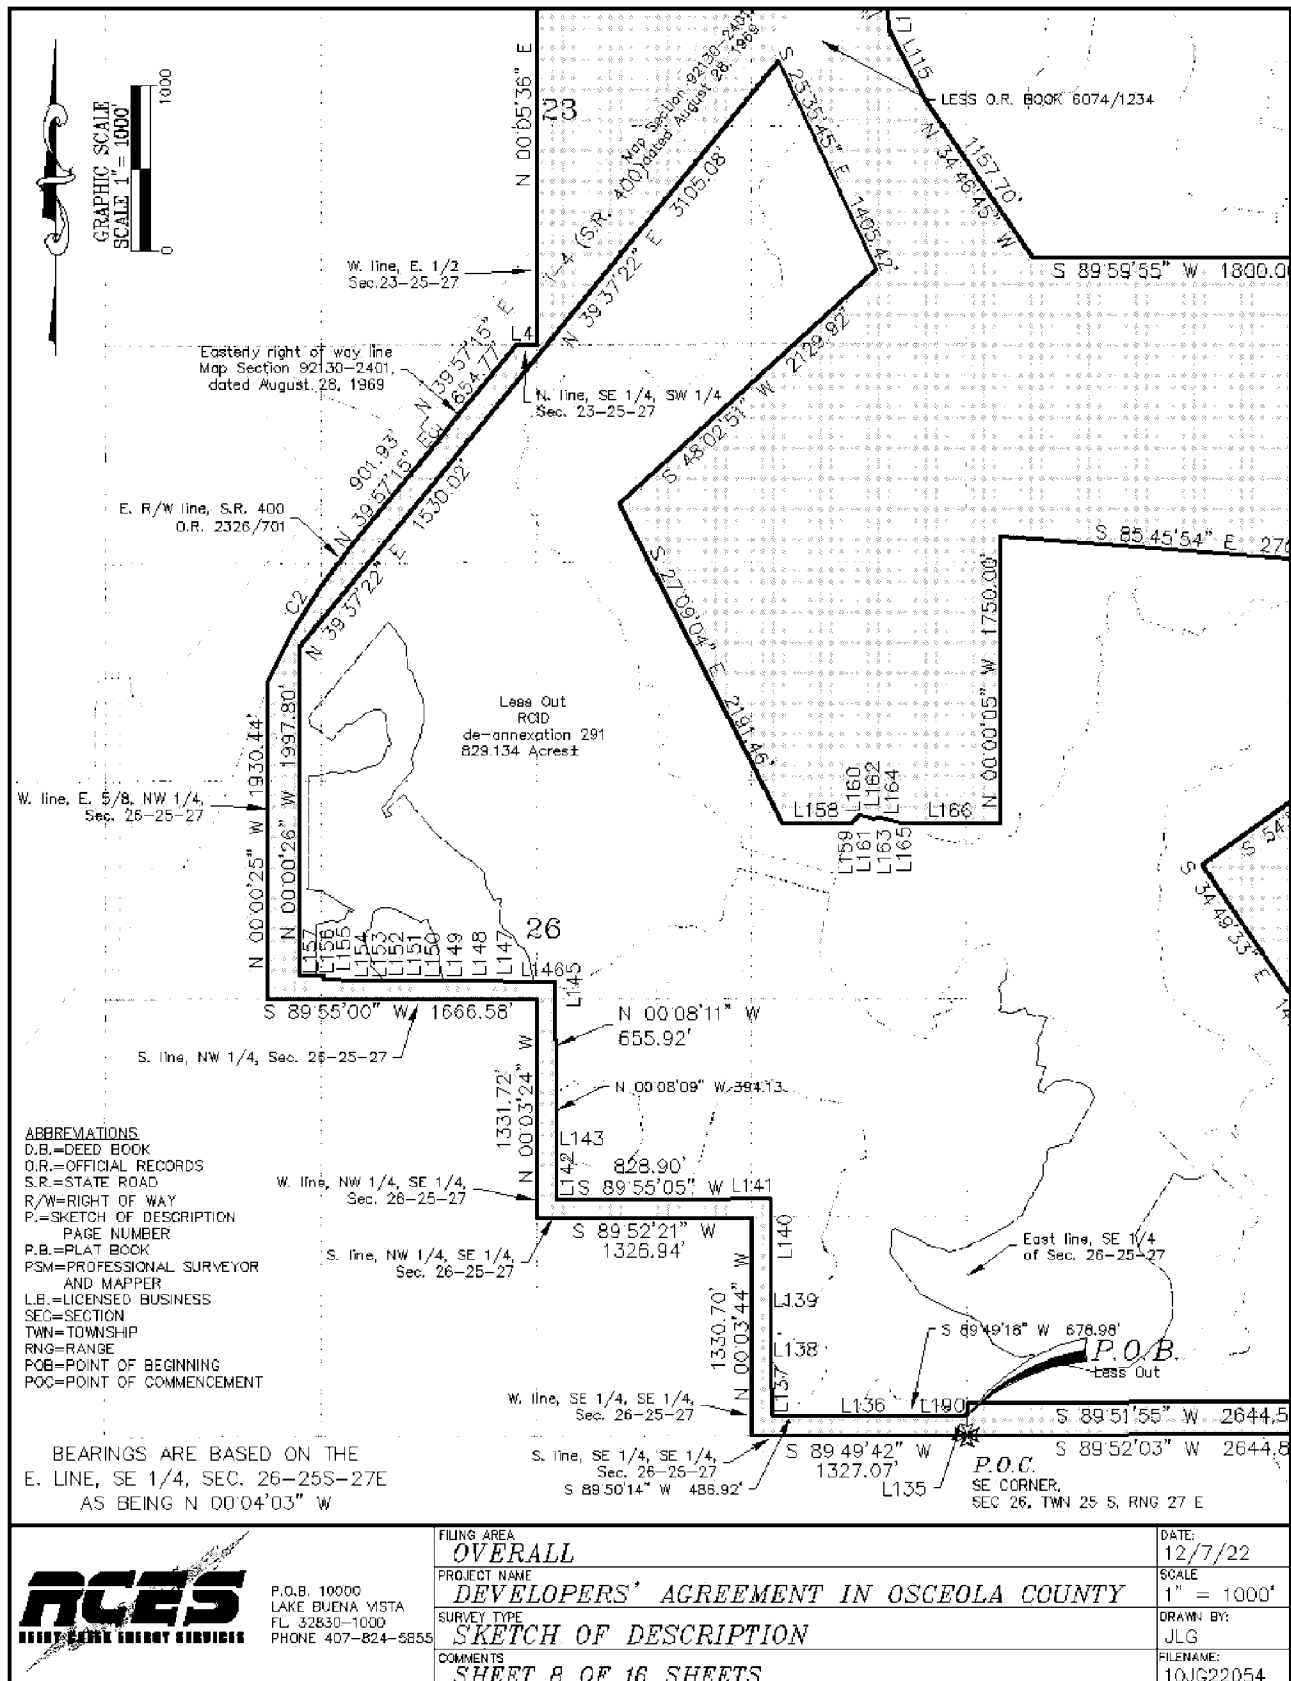 GRAPHIC SCALE
SCALE 1" = 1000'
0
1000
N 00°05'36" E
23
Map Section 92130-2401,
dated August 28, 1969
I-4 (S.R. 400)
N 39°37'22" E 3105.08'
S 25°35'45" E 1405.42'
LESS O.R. BOOK 6074/1234
L115
N 34°46'45" W 1157.70'
S 89°59'55" W 1800.0
W. line, E. 1/2
Sec.23-25-27
L4
Easterly right of way line
Map Section 92130-2401,
dated August 28, 1969
N 39°57'15" E
1654.77'
N. line, SE 1/4, SW 1/4
Sec. 23-25-27
S 48°02'51" W 2129.92'
901.93'
N 39°57'15" E
E. R/W line, S.R. 400
O.R. 2326/701
N 39°37'22" E 1530.02'
C2
S 27°09'04" E 2191.46'
S 85°45'54" E 276
N 00°00'05" W 1750.00'
Less Out
RCID
de-annexation 291
829.134 Acres±
N 00°00'25" W 1930.44'
N 00°00'26" W 1997.80'
W. line, E. 5/8, NW 1/4,
Sec. 26-25-27
L158
L159
L160
L161
L162
L163
L164
L165
L166
S 54°
S 34°49'33" E
26
L157
L156
L155
L154
L153
L152
L151
L150
L149
L148
L147
L146
L145
S 89°55'00" W 1666.58'
S. line, NW 1/4, Sec. 26-25-27
N 00°08'11" W
655.92'
N 00°08'09" W 394.13
1331.72'
N 00°03'24" W
L143
L142
828.90'
S 89°55'05" W
L141
W. line, NW 1/4, SE 1/4,
Sec. 26-25-27
S 89°52'21" W
1326.94'
S. line, NW 1/4, SE 1/4,
Sec. 26-25-27
L140
East line, SE 1/4
of Sec. 26-25-27
L139
1330.70'
N 00°03'44" W
L138
L137
S 89°49'16" W 678.98'
P.O.B.
Less Out
W. line, SE 1/4, SE 1/4,
Sec. 26-25-27
L136
L190
S 89°51'55" W 2644.5
S 89°49'42" W
1327.07'
S 89°52'03" W 2644.8
S. line, SE 1/4, SE 1/4,
Sec. 26-25-27
S 89°50'14" W 486.92'
L135
P.O.C.
SE CORNER,
SEC 26, TWN 25 S, RNG 27 E
ABBREVIATIONS
D.B.=DEED BOOK
O.R.=OFFICIAL RECORDS
S.R.=STATE ROAD
R/W=RIGHT OF WAY
P.=SKETCH OF DESCRIPTION
PAGE NUMBER
P.B.=PLAT BOOK
PSM=PROFESSIONAL SURVEYOR
AND MAPPER
L.B.=LICENSED BUSINESS
SEC=SECTION
TWN=TOWNSHIP
RNG=RANGE
POB=POINT OF BEGINNING
POC=POINT OF COMMENCEMENT
BEARINGS ARE BASED ON THE
E. LINE, SE 1/4, SEC. 26-25S-27E
AS BEING N 00°04'03" W
RCES
REEDY CREEK ENERGY SERVICES
P.O.B. 10000
LAKE BUENA VISTA
FL 32830-1000
PHONE 407-824-5855
FILING AREA
OVERALL
PROJECT NAME
DEVELOPERS' AGREEMENT IN OSCEOLA COUNTY
SURVEY TYPE
SKETCH OF DESCRIPTION
COMMENTS
SHEET 8 OF 16 SHEETS
DATE:
12/7/22
SCALE
1" = 1000'
DRAWN BY:
JLG
FILENAME:
10JG22054